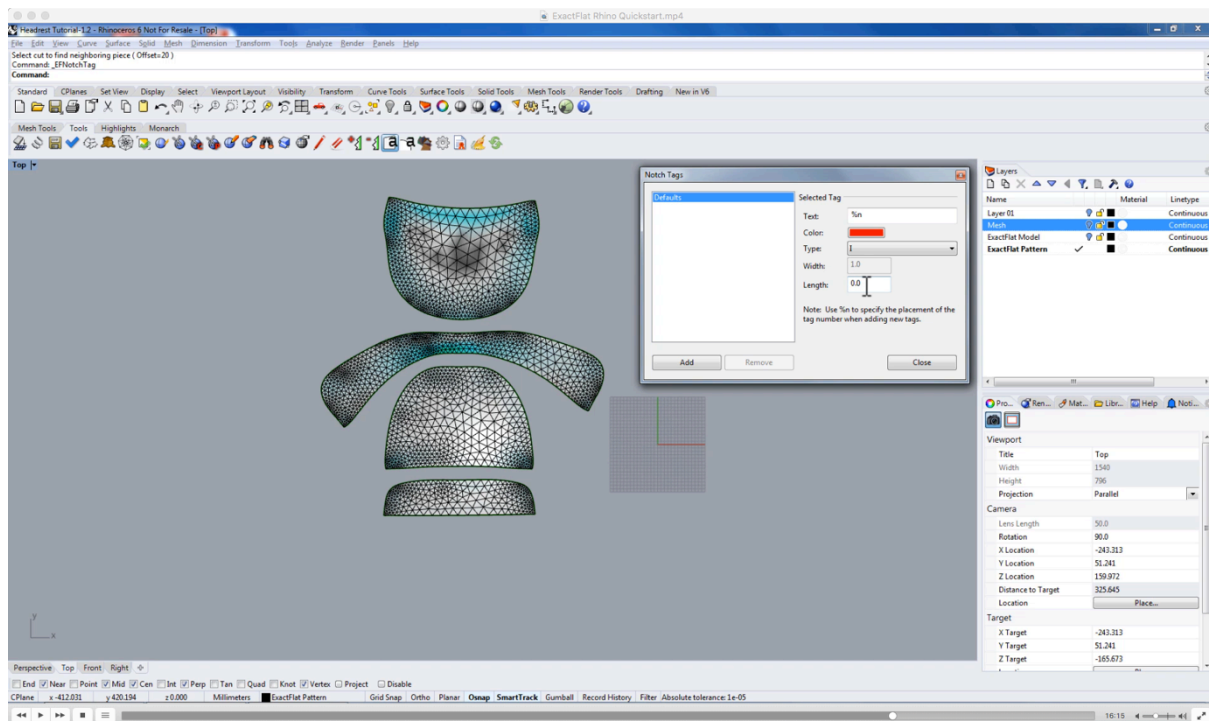 ExactFlat Rhino Quickstart.mp4
Headrest Tutorial-1.2 - Rhinoceros 6 Not For Resale - [Top]
File Edit View Curve Surface Solid Mesh Dimension Transform Tools Analyze Render Panels Help
Select cut to find neighboring piece ( Offset=20 )
Command: _EFNotchTag
Command:
Standard CPlanes Set View Display Select Viewport Layout Visibility Transform Curve Tools Surface Tools Solid Tools Mesh Tools Render Tools Drafting New in V6
Mesh Tools Tools Highlights Monarch
Top
Notch Tags
Defaults
Selected Tag
Text: %n
Color:
Type: I
Width: 1.0
Length: 0.0
Note: Use %n to specify the placement of the
tag number when adding new tags.
Add Remove Close
Layers
Name Material Linetype
Layer 01 Continuous
Mesh Continuous
ExactFlat Model Continuous
ExactFlat Pattern Continuous
Pro... Ren... Mat... Libr... Help Noti...
Viewport
Title Top
Width 1540
Height 796
Projection Parallel
Camera
Lens Length 50.0
Rotation 90.0
X Location -243.313
Y Location 51.241
Z Location 159.972
Distance to Target 325.645
Location Place...
Target
X Target -243.313
Y Target 51.241
Z Target -165.673
y
x
Perspective Top Front Right
End Near Point Mid Cen Int Perp Tan Quad Knot Vertex Project Disable
CPlane x -412.031 y 420.194 z 0.000 Millimeters ExactFlat Pattern Grid Snap Ortho Planar Osnap SmartTrack Gumball Record History Filter Absolute tolerance: 1e-05
16:15